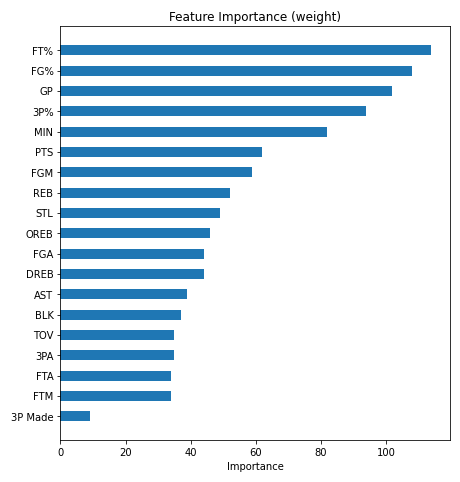 Feature Importance (weight)
FT%
FG%
GP
3P%
MIN
PTS
FGM
REB
STL
OREB
FGA
DREB
AST
BLK
TOV
3PA
FTA
FTM
3P Made
0 20 40 60 80 100
Importance